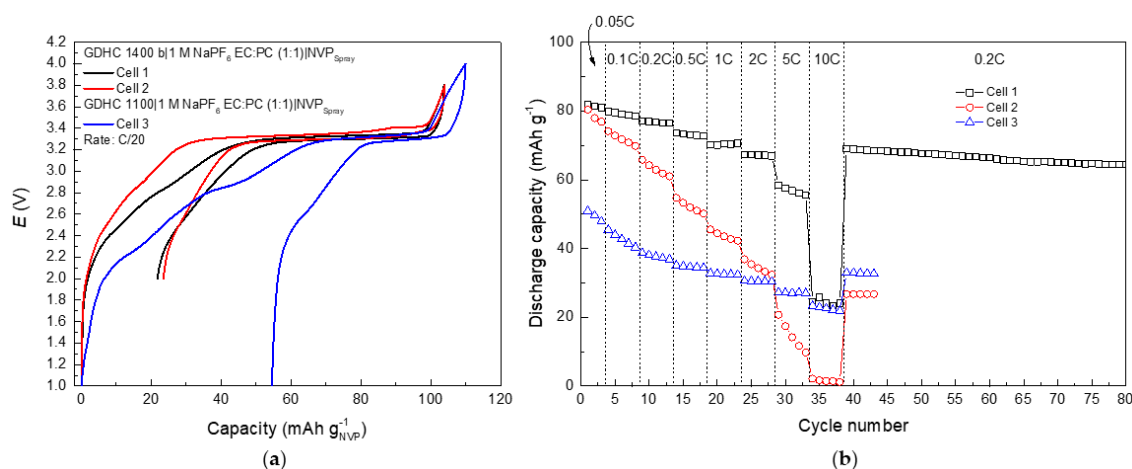 GDHC 1400 b|1 M NaPF6 EC:PC (1:1)|NVPSpray
Cell 1
Cell 2
GDHC 1100|1 M NaPF6 EC:PC (1:1)|NVPSpray
Cell 3
Rate: C/20
4.2
4.0
3.8
3.6
3.4
3.2
3.0
2.8
2.6
2.4
2.2
2.0
1.8
1.6
1.4
1.2
1.0
E (V)
0 20 40 60 80 100 120
Capacity (mAh g-1NVP)
(a)
0.05C
0.1C 0.2C 0.5C 1C 2C 5C 10C 0.2C
Cell 1
Cell 2
Cell 3
100
80
60
40
20
0
Discharge capacity (mAh g-1)
0 5 10 15 20 25 30 35 40 45 50 55 60 65 70 75 80
Cycle number
(b)